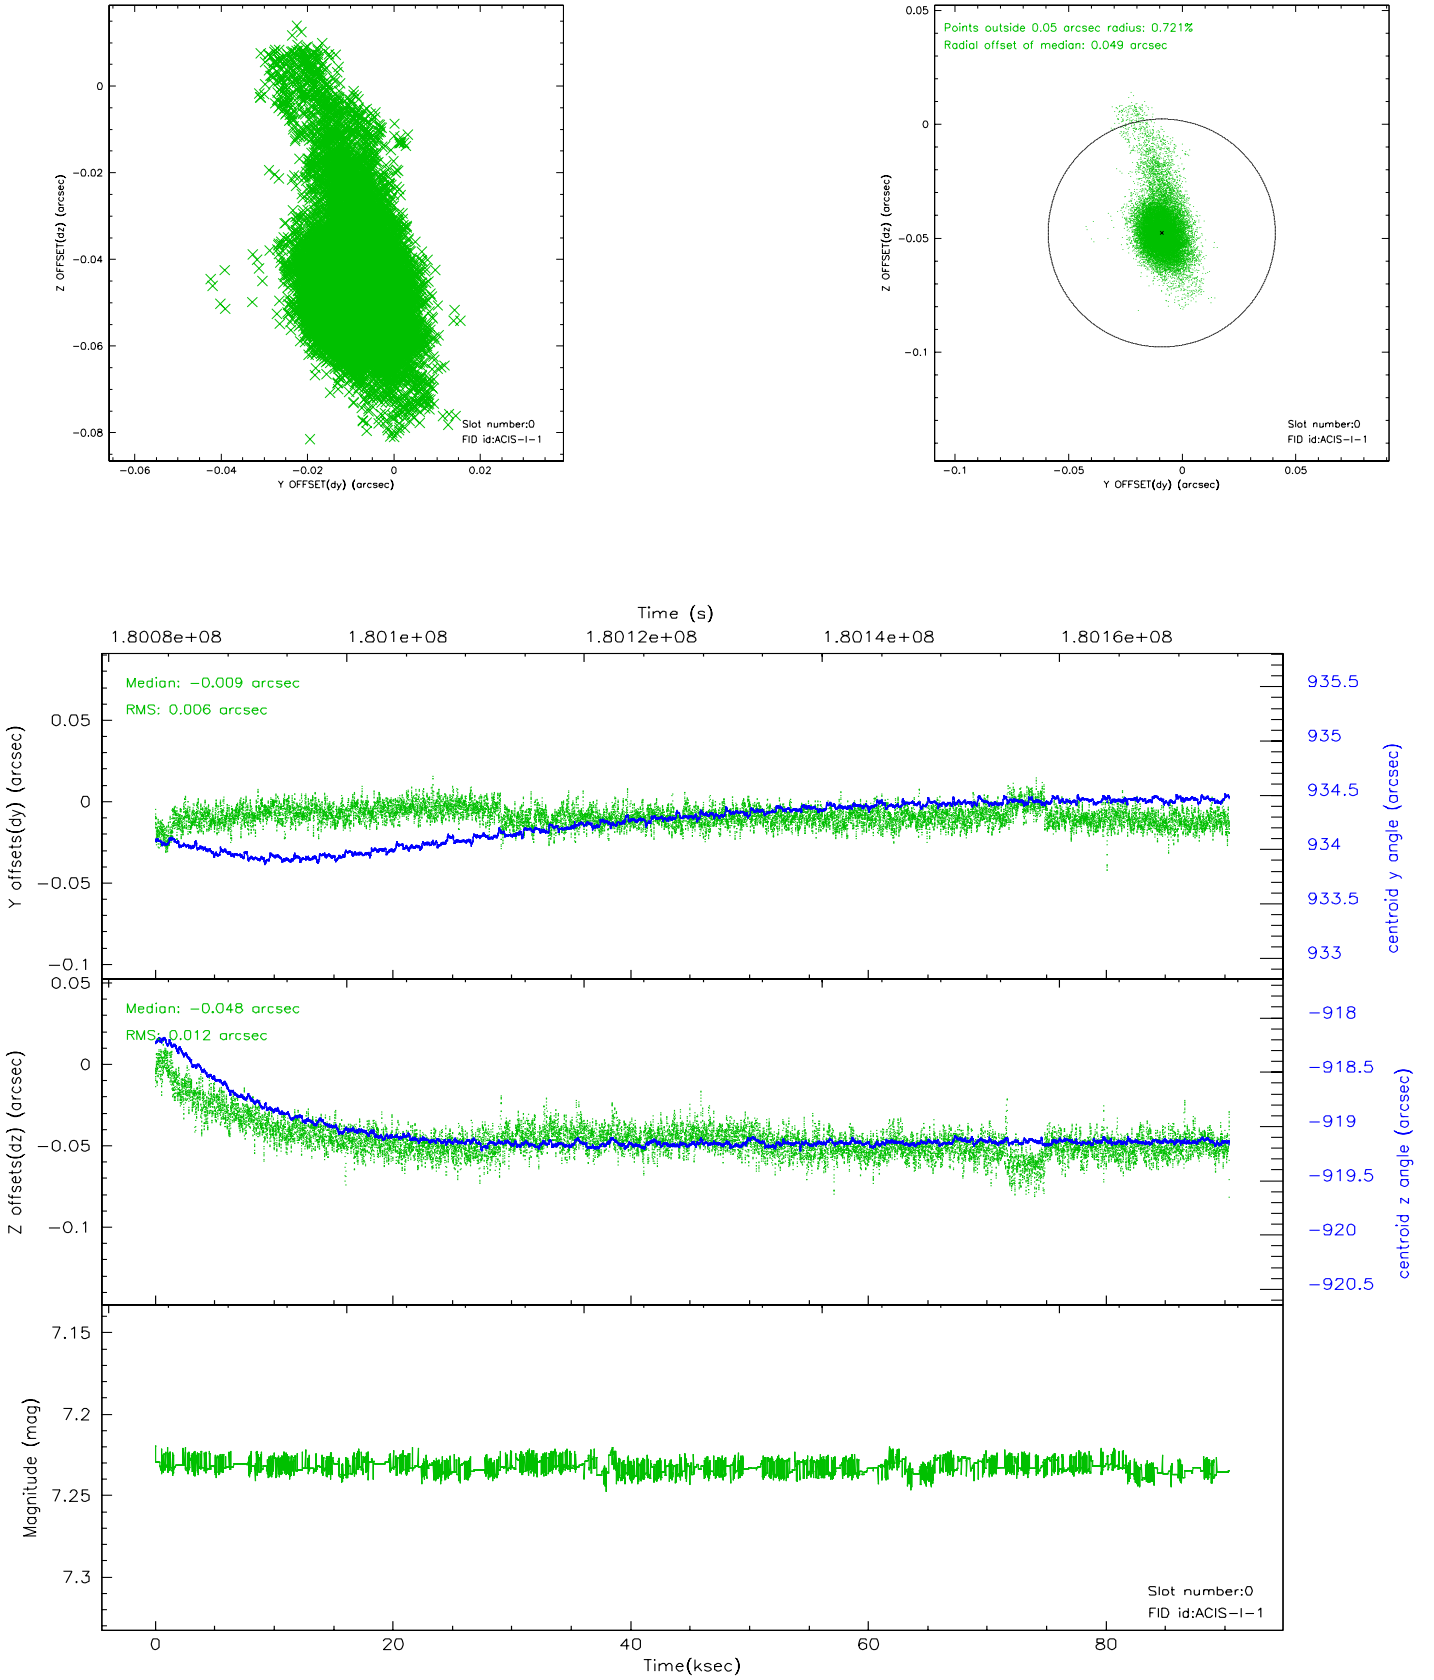 0
−0.02
−0.04
−0.06
−0.08
Z OFFSET(dz) (arcsec)
−0.06
−0.04
−0.02
0
0.02
Y OFFSET(dy) (arcsec)
Slot number:0
FID id:ACIS−I−1
Points outside 0.05 arcsec radius: 0.721%
Radial offset of median: 0.049 arcsec
0.05
0
−0.05
−0.1
Z OFFSET(dz) (arcsec)
−0.1
−0.05
0
0.05
Y OFFSET(dy) (arcsec)
Slot number:0
FID id:ACIS−I−1
Time (s)
1.8008e+08
1.801e+08
1.8012e+08
1.8014e+08
1.8016e+08
Median: −0.009 arcsec
RMS: 0.006 arcsec
0.05
0
−0.05
−0.1
Y offsets(dy) (arcsec)
935.5
935
934.5
934
933.5
933
centroid y angle (arcsec)
Median: −0.048 arcsec
RMS: 0.012 arcsec
0.05
0
−0.05
−0.1
Z offsets(dz) (arcsec)
−918
−918.5
−919
−919.5
−920
−920.5
centroid z angle (arcsec)
7.15
7.2
7.25
7.3
Magnitude (mag)
Slot number:0
FID id:ACIS−I−1
0
20
40
60
80
Time(ksec)